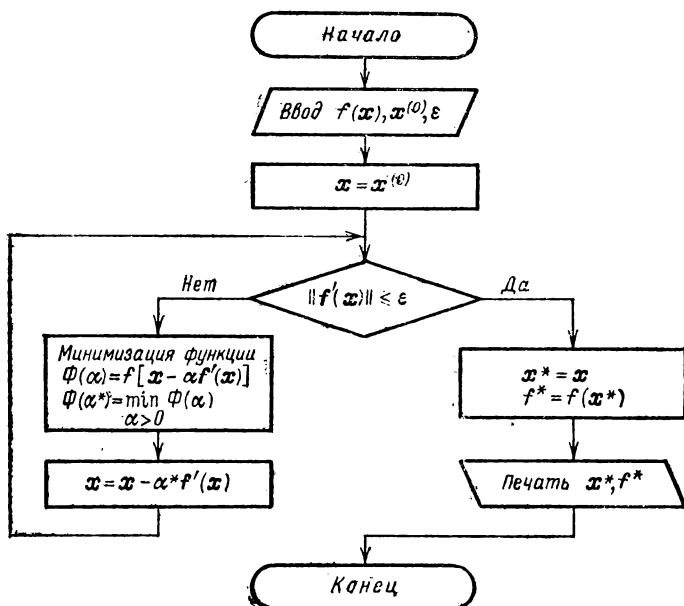 Начало
Ввод f(x), x^(0), ε
x = x^(0)
‖f'(x)‖ ≤ ε
Нет
Да
Минимизация функции
Φ(α)=f[x − αf'(x)]
Φ(α*)=min Φ(α)
α>0
x = x − α*f'(x)
x* = x
f* = f(x*)
Печать x*, f*
Конец